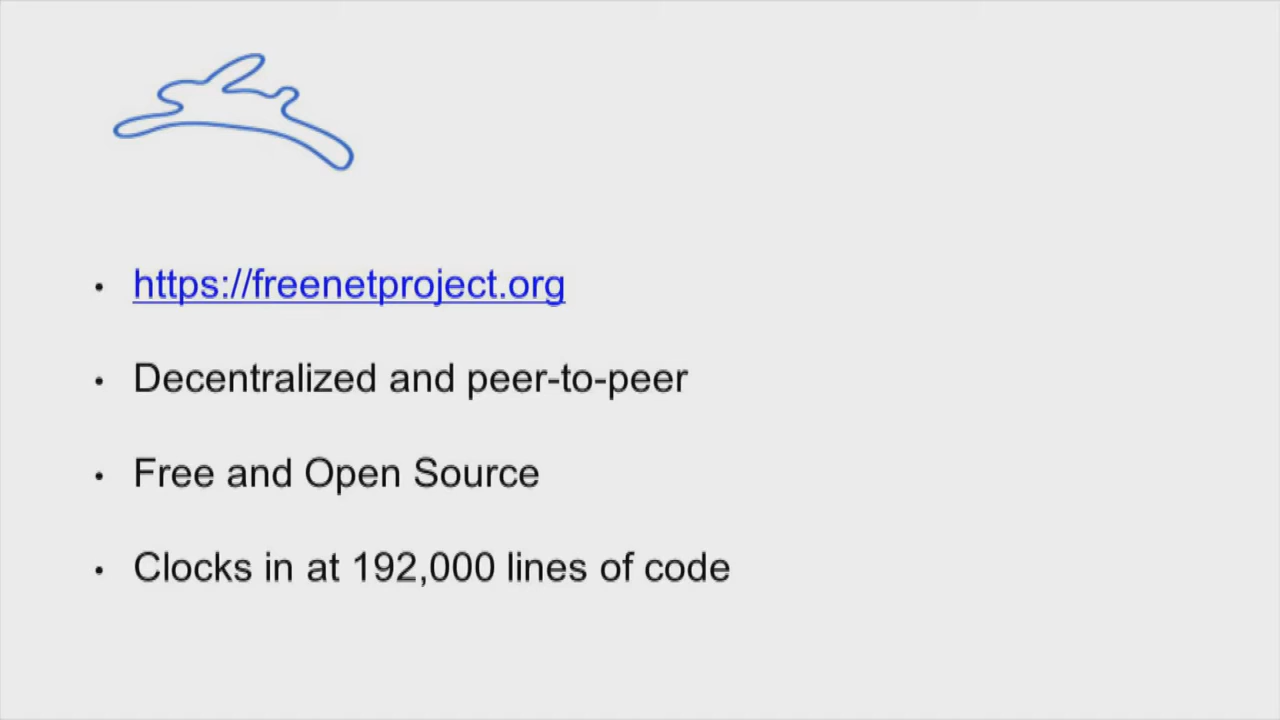 https://freenetproject.org
Decentralized and peer-to-peer
Free and Open Source
Clocks in at 192,000 lines of code